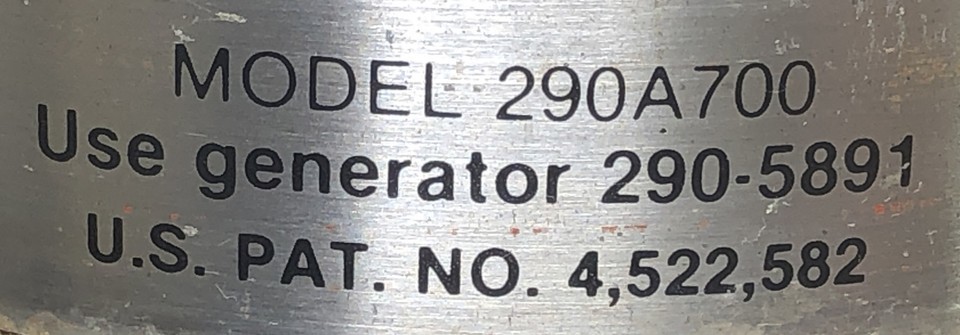 MODEL 290A700
Use generator 290-5891
U.S. PAT. NO. 4,522,582